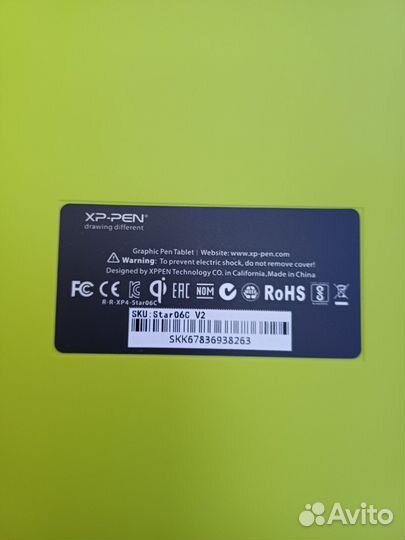 XP-PEN®
drawing different
Graphic Pen Tablet | Website: www.xp-pen.com
Warning: To prevent electric shock, do not remove cover!
Designed by XPPEN Technology CO. in California,Made in China
FC CE qi EAC NOM RoHS
R-R-XP4-Star06C
SKU:Star06C V2
SKK67836938263
Avito